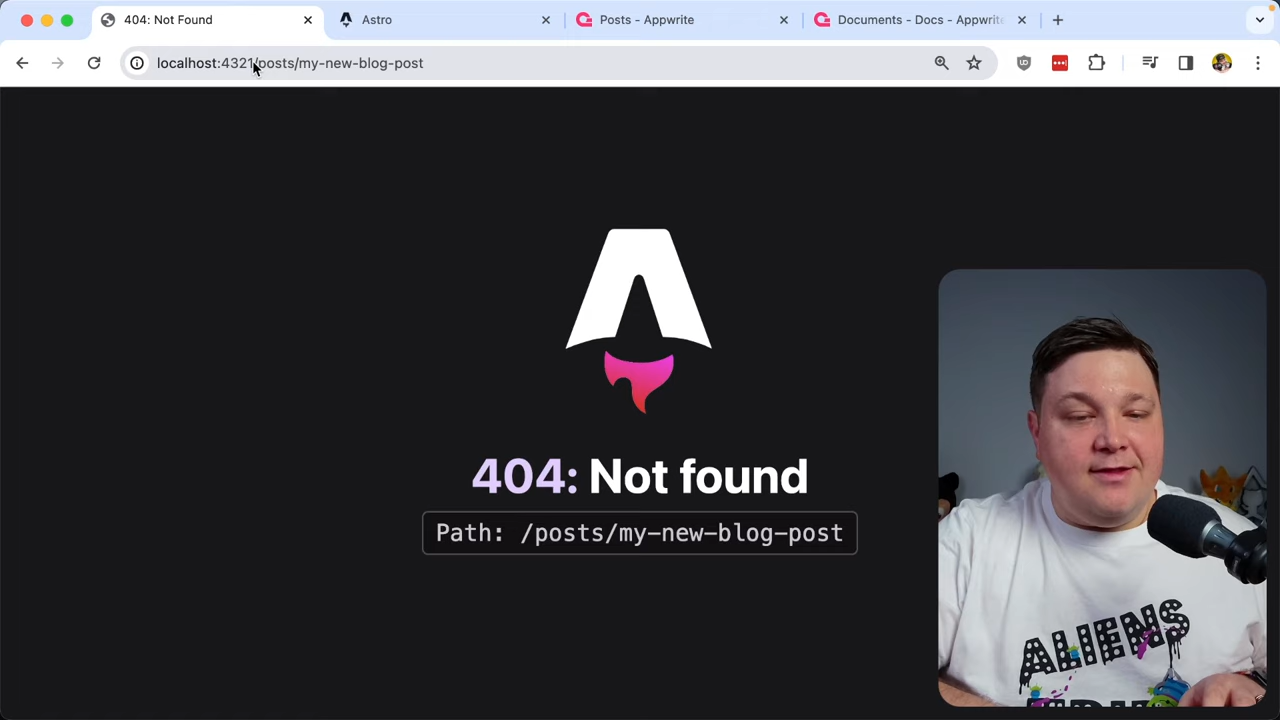 404: Not Found
Astro
Posts - Appwrite
Documents - Docs - Appwrite
localhost:4321/posts/my-new-blog-post
404: Not found
Path: /posts/my-new-blog-post
ALIENS